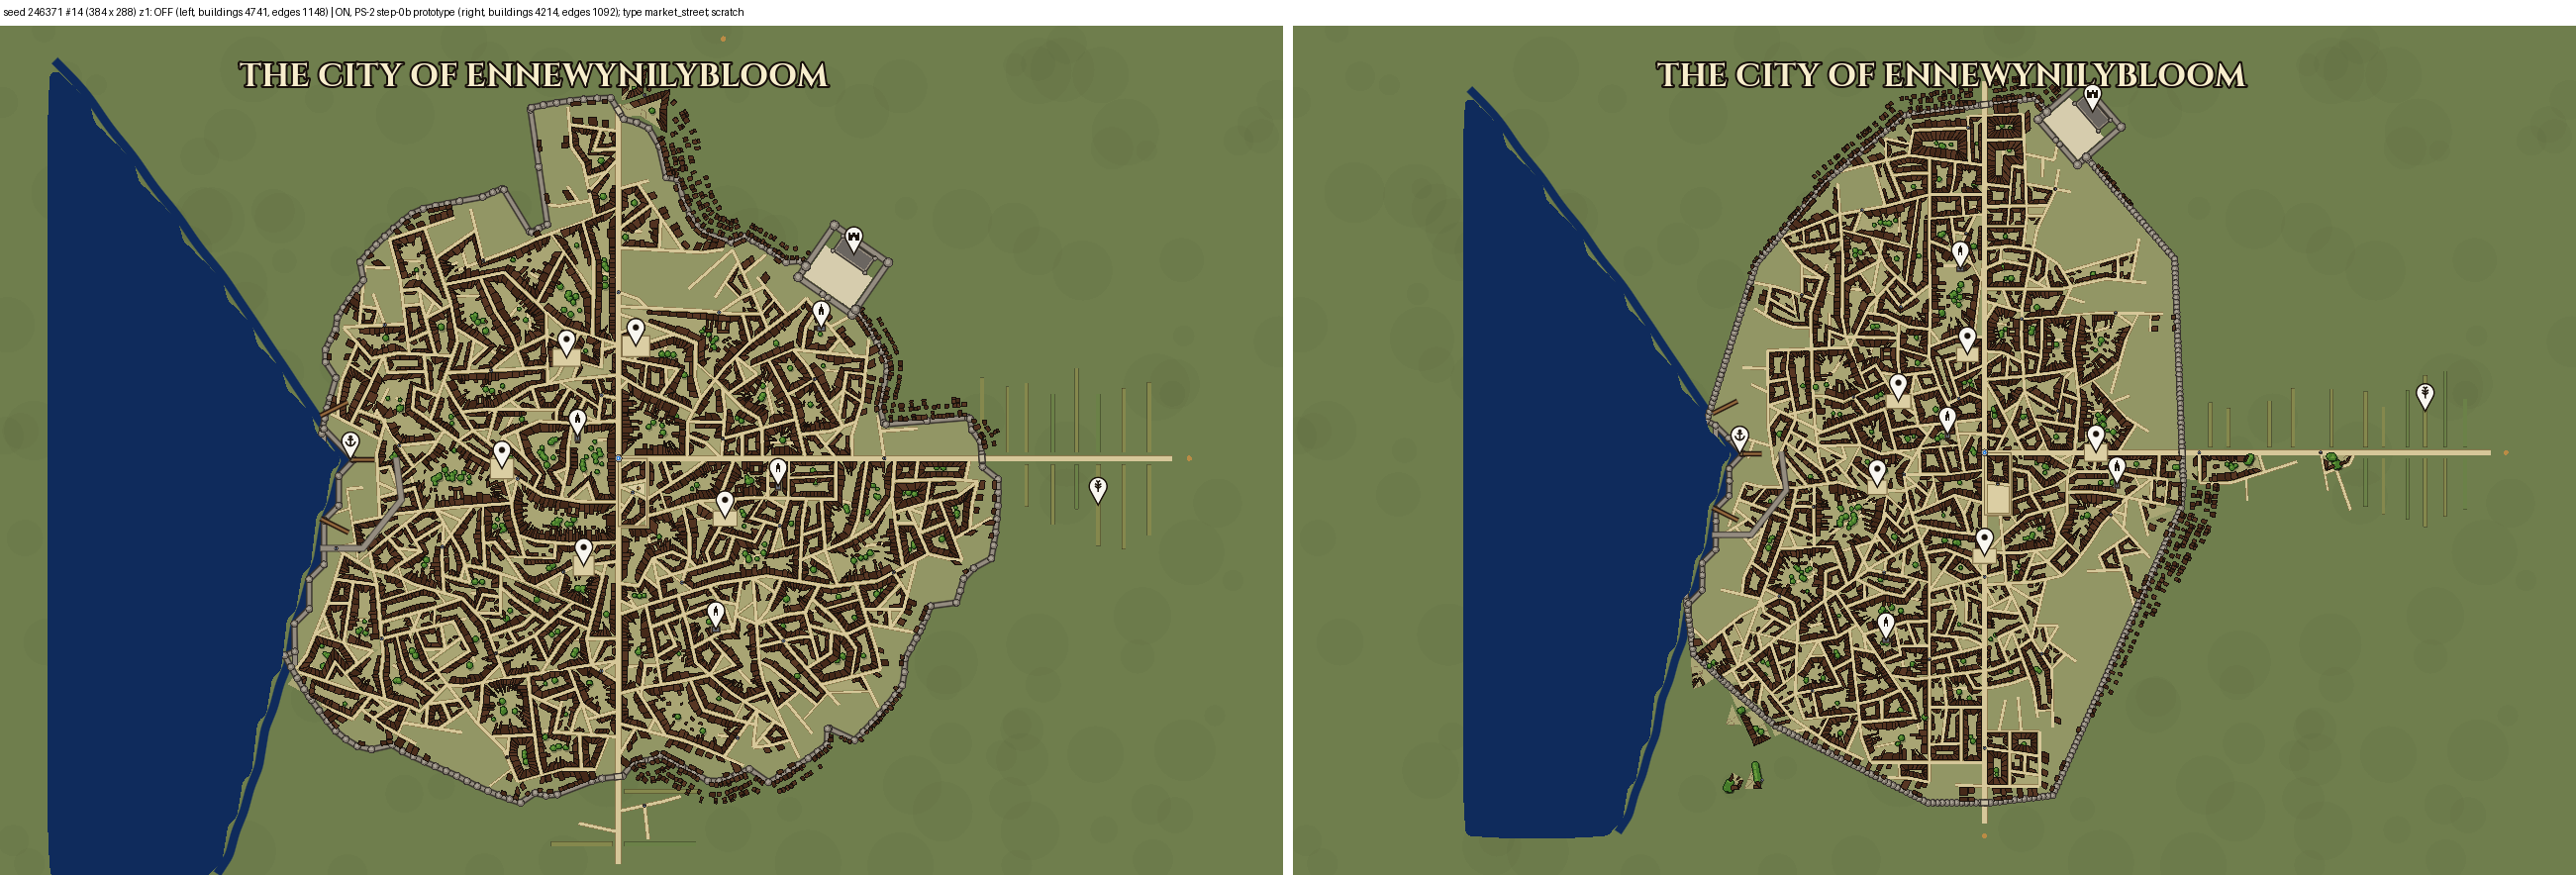 seed 246371 #14 (384 x 288) z1: OFF (left, buildings 4741, edges 1148) | ON, PS-2 step-0b prototype (right, buildings 4214, edges 1092); type market_street; scratch
THE CITY OF ENNEWYNILYBLOOM
THE CITY OF ENNEWYNILYBLOOM